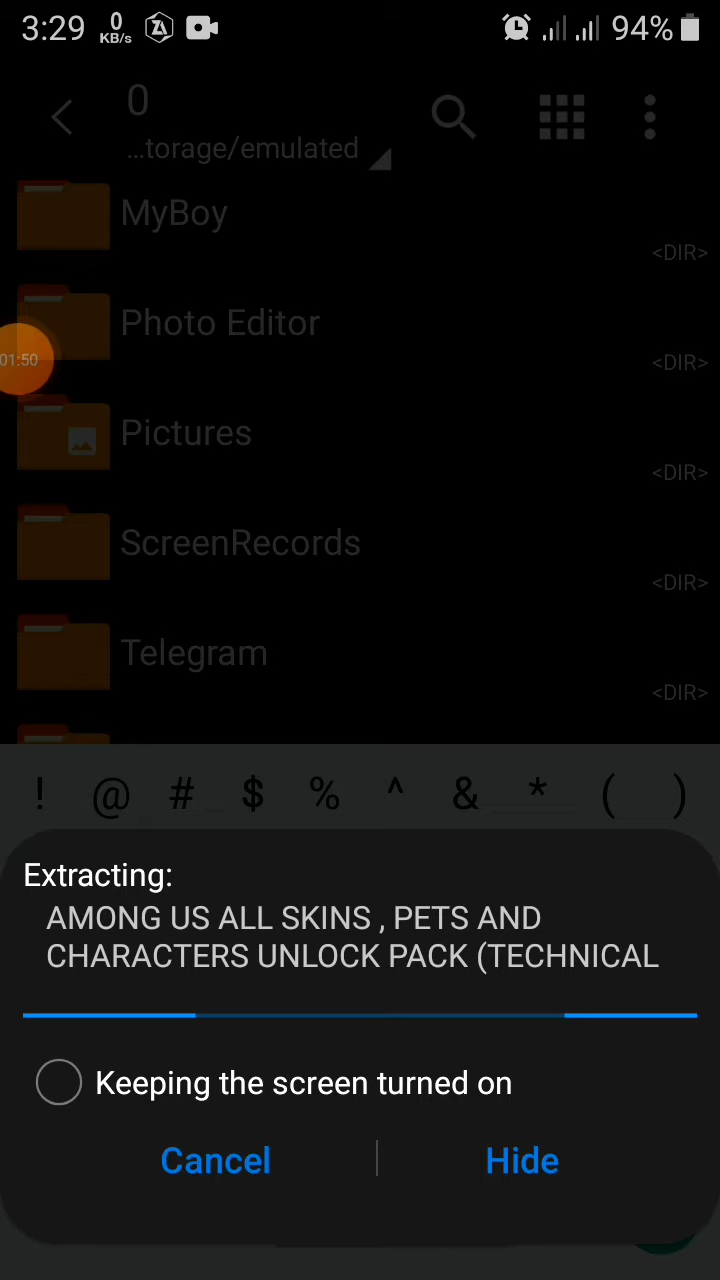 3:29 0 KB/s ZA 94%
0
...torage/emulated
MyBoy
<DIR>
Photo Editor
<DIR>
01:50
Pictures
<DIR>
ScreenRecords
<DIR>
Telegram
<DIR>
! @ # $ % ^ & * ( )
Extracting:
AMONG US ALL SKINS , PETS AND
CHARACTERS UNLOCK PACK (TECHNICAL
Keeping the screen turned on
Cancel Hide